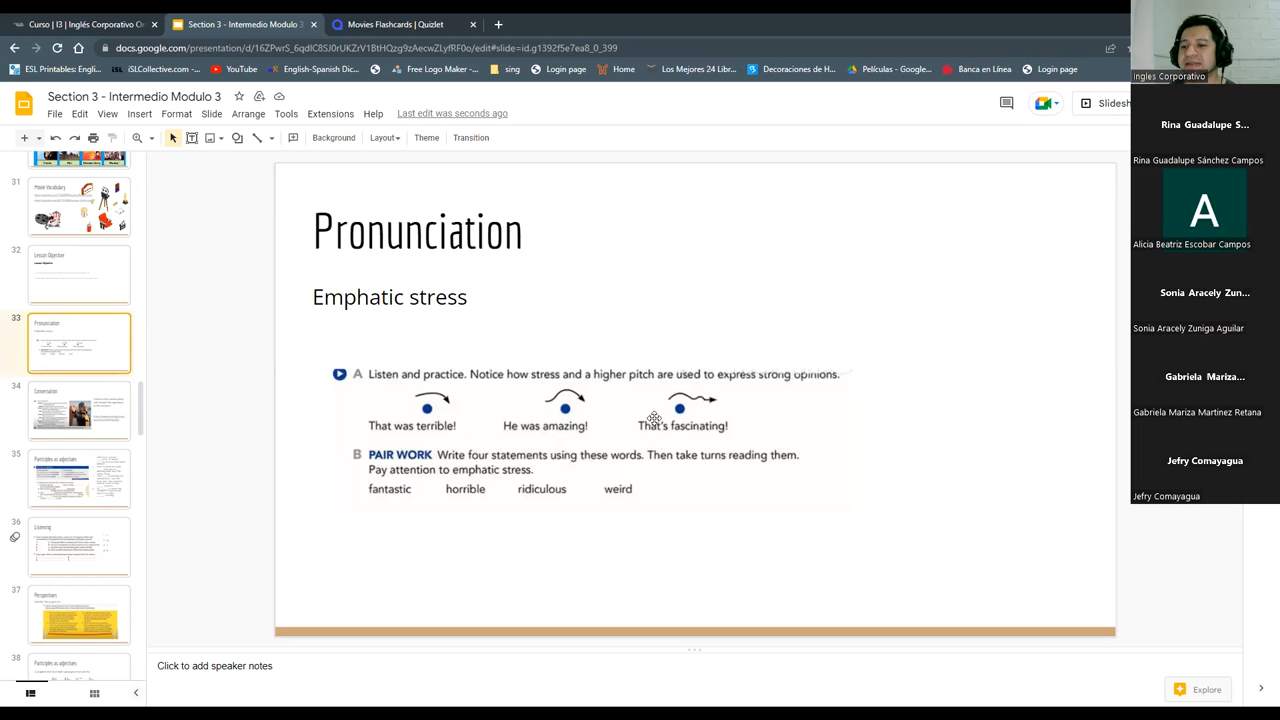 Curso | I3 | Inglés Corporativo On
Section 3 - Intermedio Modulo 3
Movies Flashcards | Quizlet
docs.google.com/presentation/d/16ZPwrS_6qdIC8SJ0rUKZrV1BtHQzg9zAecwZLyfRF0o/edit#slide=id.g1392f5e7ea8_0_399
ESL Printables: Engli...
iSLCollective.com -...
YouTube
English-Spanish Dic...
Free Logo Maker -...
sing
Login page
Home
Los Mejores 24 Libr...
Decoraciones de H...
Películas - Google...
Banca en Línea
Login page
Section 3 - Intermedio Modulo 3
File Edit View Insert Format Slide Arrange Tools Extensions Help Last edit was seconds ago
Slidesh
Background Layout Theme Transition
31
Movie Vocabulary
32
Lesson Objective
33
Pronunciation
34
Conversation
35
Participles as adjectives
36
Listening
37
Perspectives
38
Participles as adjectives
Pronunciation
Emphatic stress
A Listen and practice. Notice how stress and a higher pitch are used to express strong opinions.
That was terrible! He was amazing! That's fascinating!
B PAIR WORK Write four statements using these words. Then take turns reading them.
Pay attention to emphatic stress.
fantastic horrible ridiculous weird
Click to add speaker notes
Explore
Ingles Corporativo
Rina Guadalupe S...
Rina Guadalupe Sánchez Campos
A
Alicia Beatriz Escobar Campos
Sonia Aracely Zun...
Sonia Aracely Zuniga Aguilar
Gabriela Mariza...
Gabriela Mariza Martinez Retana
Jefry Comayagua
Jefry Comayagua